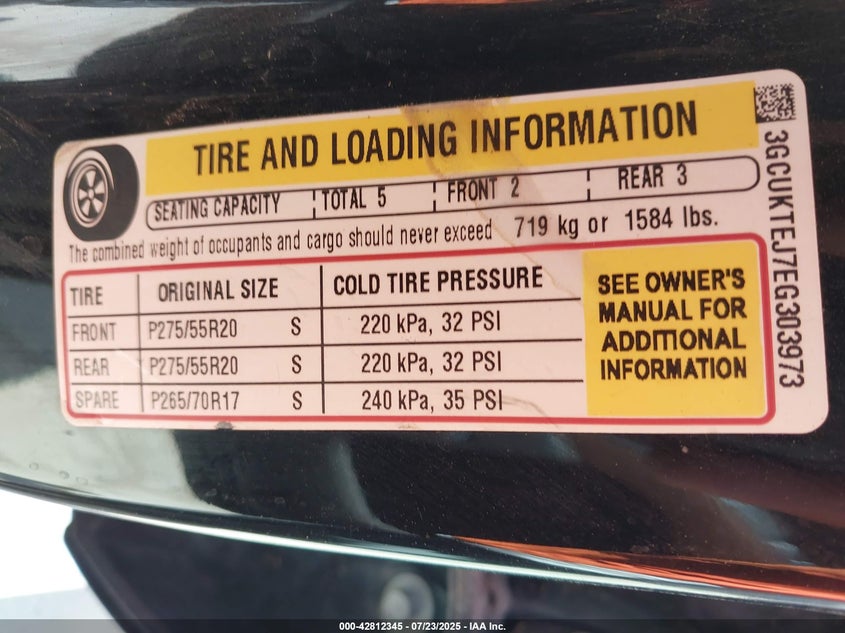 TIRE AND LOADING INFORMATION
SEATING CAPACITY TOTAL 5 FRONT 2 REAR 3
The combined weight of occupants and cargo should never exceed 719 kg or 1584 lbs.
TIRE ORIGINAL SIZE COLD TIRE PRESSURE
FRONT P275/55R20 S 220 kPa, 32 PSI
REAR P275/55R20 S 220 kPa, 32 PSI
SPARE P265/70R17 S 240 kPa, 35 PSI
SEE OWNER'S
MANUAL FOR
ADDITIONAL
INFORMATION
3GCUKTEJ7EG303973
000-42812345 - 07/23/2025 - IAA Inc.